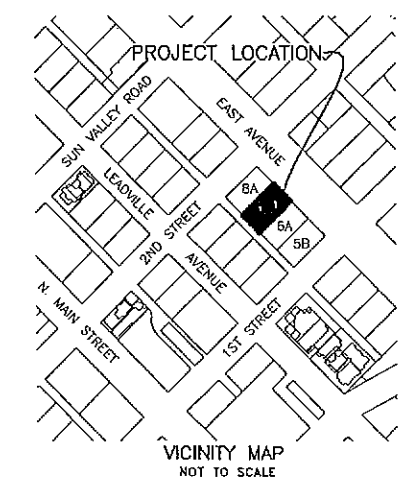 PROJECT LOCATION
SUN VALLEY ROAD
EAST AVENUE
LEADVILLE
AVENUE
8A
2ND STREET
5B
N. MAIN STREET
1ST STREET
VICINITY MAP
NOT TO SCALE